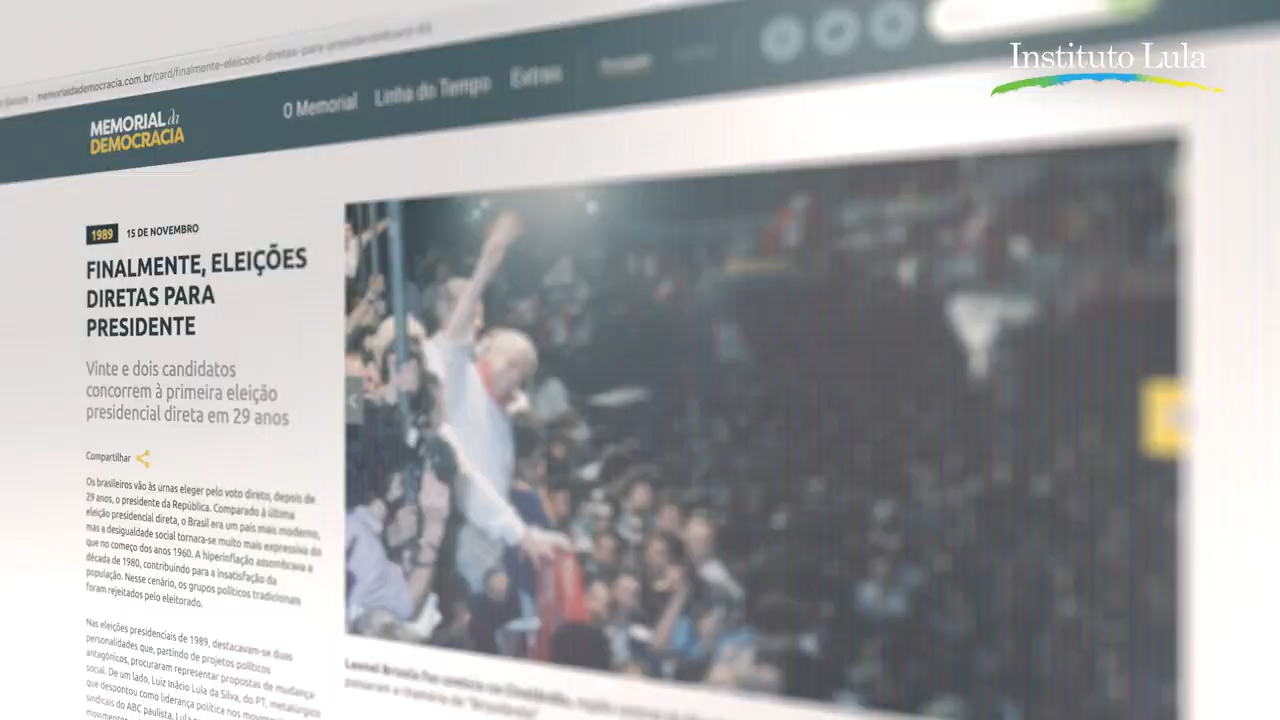 memorialdademocracia.com.br/card/finalmente-eleicoes-diretas-para-presidente
Instituto Lula
MEMORIAL da
DEMOCRACIA
O Memorial
Linha do Tempo
Extras
1989 15 DE NOVEMBRO
FINALMENTE, ELEIÇÕES
DIRETAS PARA
PRESIDENTE
Vinte e dois candidatos
concorrem à primeira eleição
presidencial direta em 29 anos
Compartilhar
Os brasileiros vão às urnas eleger pelo voto direto, depois de
29 anos, o presidente da República. Comparado à última
eleição presidencial direta, o Brasil era um país mais moderno,
mas a desigualdade social tornara-se muito mais expressiva do
que no começo dos anos 1960. A hiperinflação assombrava a
década de 1980, contribuindo para a insatisfação da
população. Nesse cenário, os grupos políticos tradicionais
foram rejeitados pelo eleitorado.
Nas eleições presidenciais de 1989, destacavam-se duas
personalidades que, partindo de projetos políticos
antagônicos, procuraram representar propostas de mudança
social. De um lado, Luiz Inácio Lula da Silva, do PT, metalúrgico
que despontou como liderança política nos
sindicais do ABC paulista. Lula